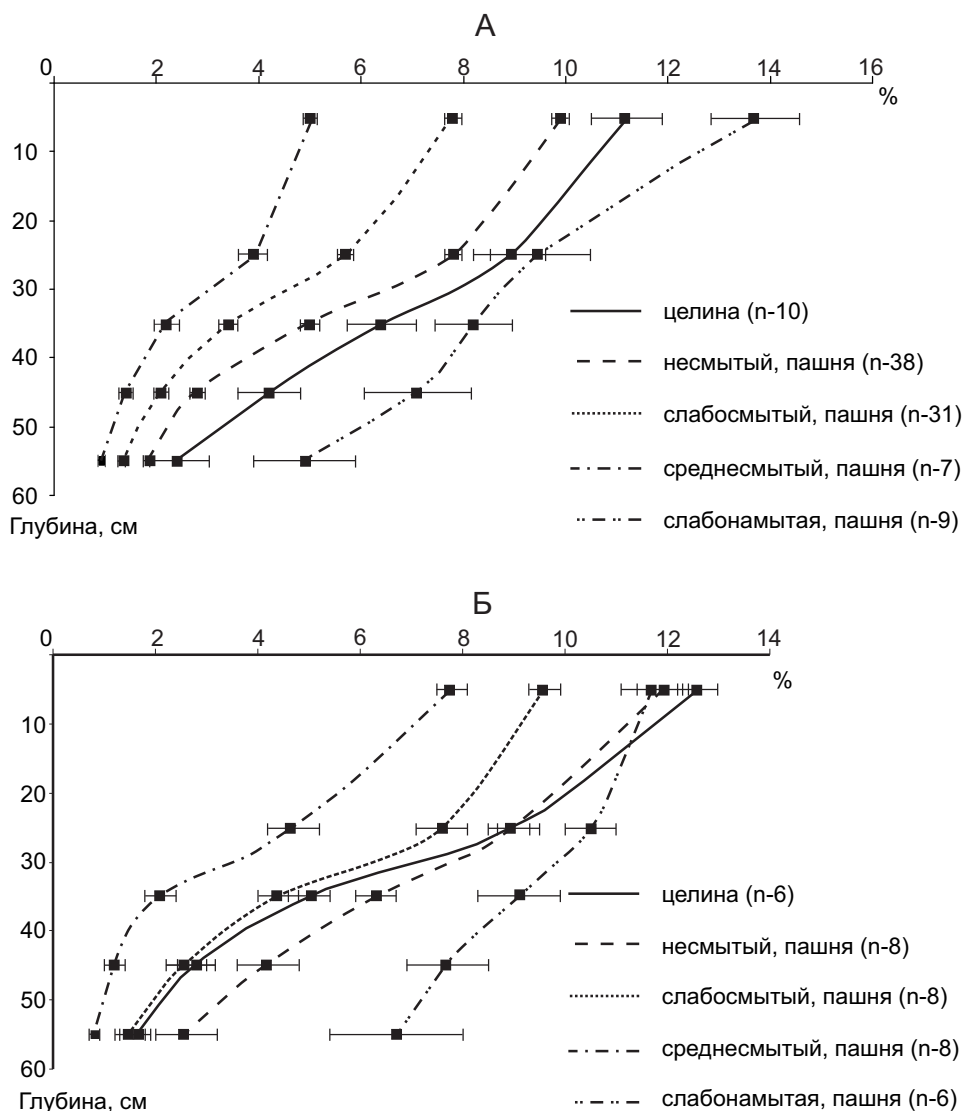 А
0 2 4 6 8 10 12 14 16
%
10
20
30
40
50
60
Глубина, см
целина (n-10)
несмытый, пашня (n-38)
слабосмытый, пашня (n-31)
среднесмытый, пашня (n-7)
слабонамытая, пашня (n-9)
Б
0 2 4 6 8 10 12 14
%
10
20
30
40
50
60
Глубина, см
целина (n-6)
несмытый, пашня (n-8)
слабосмытый, пашня (n-8)
среднесмытый, пашня (n-8)
слабонамытая, пашня (n-6)